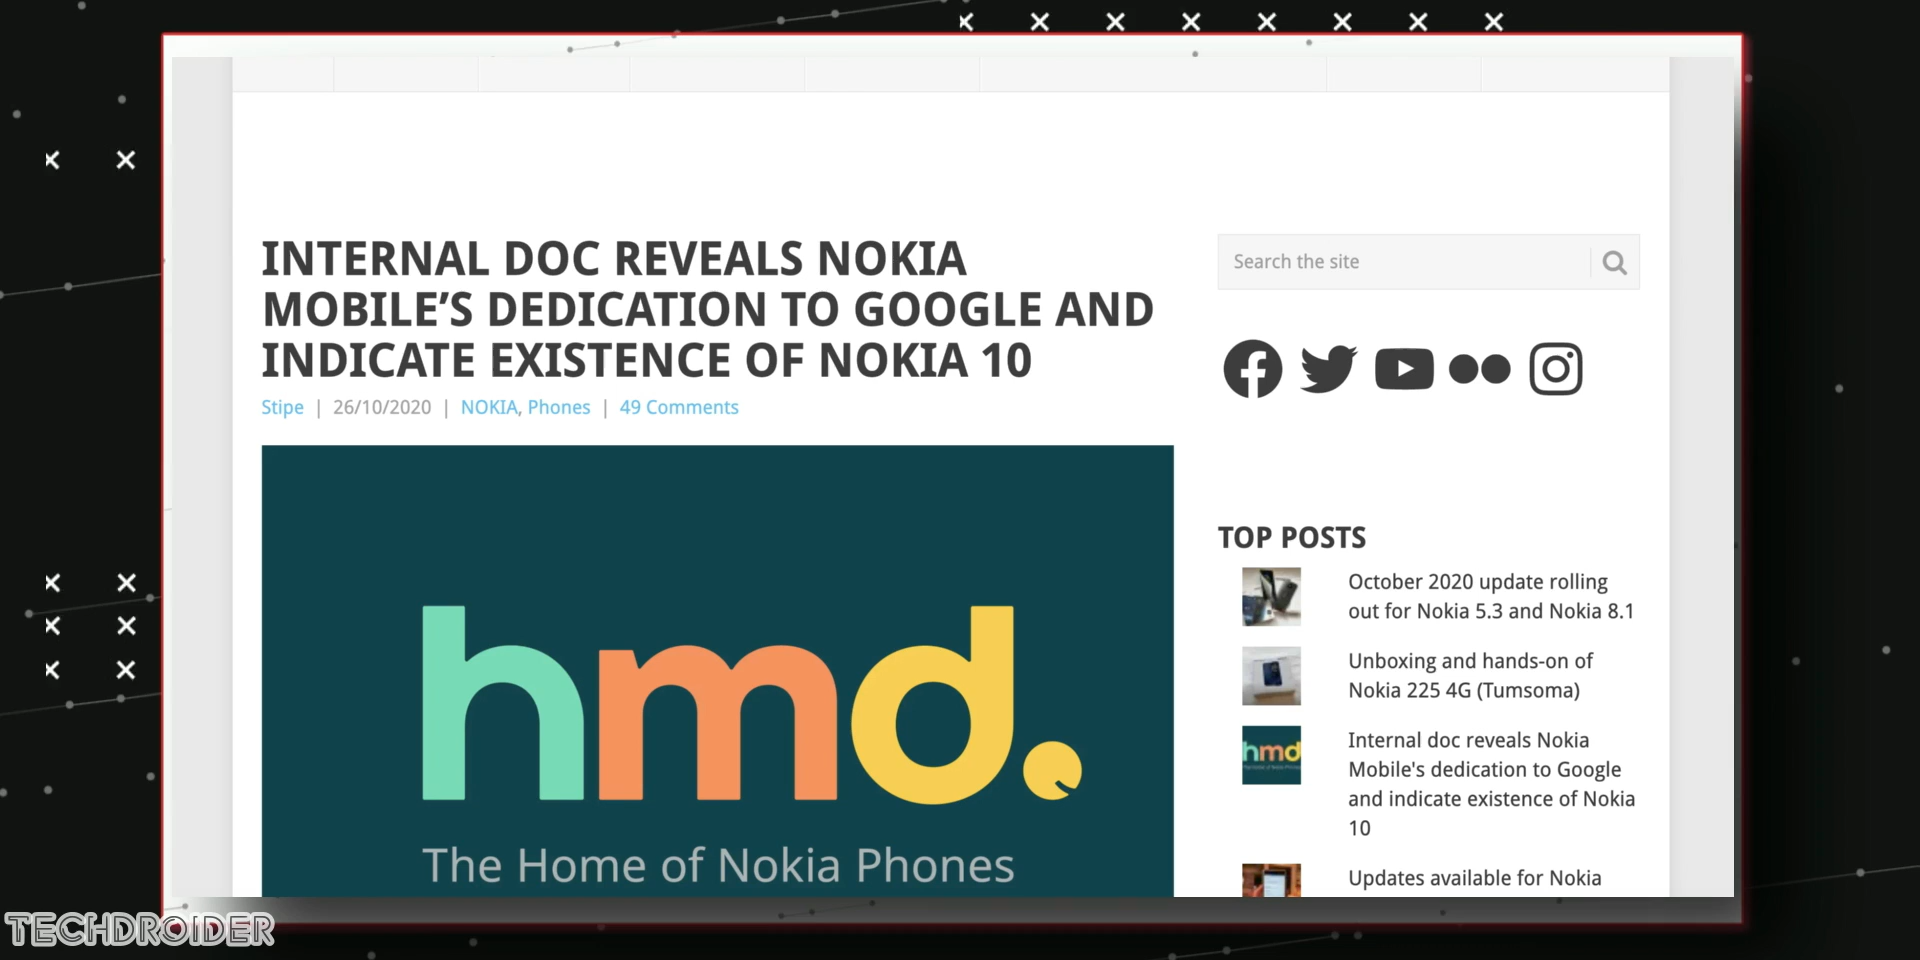 INTERNAL DOC REVEALS NOKIA
MOBILE’S DEDICATION TO GOOGLE AND
INDICATE EXISTENCE OF NOKIA 10
Stipe | 26/10/2020 | NOKIA, Phones | 49 Comments
hmd.
The Home of Nokia Phones
Search the site
TOP POSTS
October 2020 update rolling
out for Nokia 5.3 and Nokia 8.1
Unboxing and hands-on of
Nokia 225 4G (Tumsoma)
hmd
Internal doc reveals Nokia
Mobile's dedication to Google
and indicate existence of Nokia
10
Updates available for Nokia
TECHDROIDER